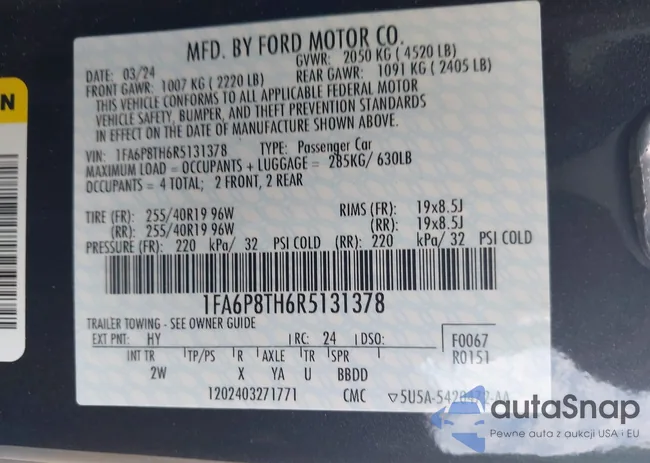 MFD. BY FORD MOTOR CO.
DATE: 03/24 GVWR: 2050 KG ( 4520 LB)
FRONT GAWR: 1007 KG ( 2220 LB) REAR GAWR: 1091 KG ( 2405 LB)
THIS VEHICLE CONFORMS TO ALL APPLICABLE FEDERAL MOTOR
VEHICLE SAFETY, BUMPER, AND THEFT PREVENTION STANDARDS
IN EFFECT ON THE DATE OF MANUFACTURE SHOWN ABOVE.
VIN: 1FA6P8TH6R5131378 TYPE: Passenger Car
MAXIMUM LOAD = OCCUPANTS + LUGGAGE = 285KG/ 630LB
OCCUPANTS = 4 TOTAL; 2 FRONT, 2 REAR
TIRE (FR): 255/40R19 96W RIMS (FR): 19x8.5J
(RR): 255/40R19 96W (RR): 19x8.5J
PRESSURE (FR): 220 kPa/ 32 PSI COLD (RR): 220 kPa/ 32 PSI COLD
1FA6P8TH6R5131378
TRAILER TOWING - SEE OWNER GUIDE
EXT PNT: HY RC: 24 DSO: F0067
R0151
INT TR TP/PS R AXLE TR SPR
2W X YA U BBDD
1202403271771 CMC
N
autaSnap
Pewne auta z aukcji USA i EU